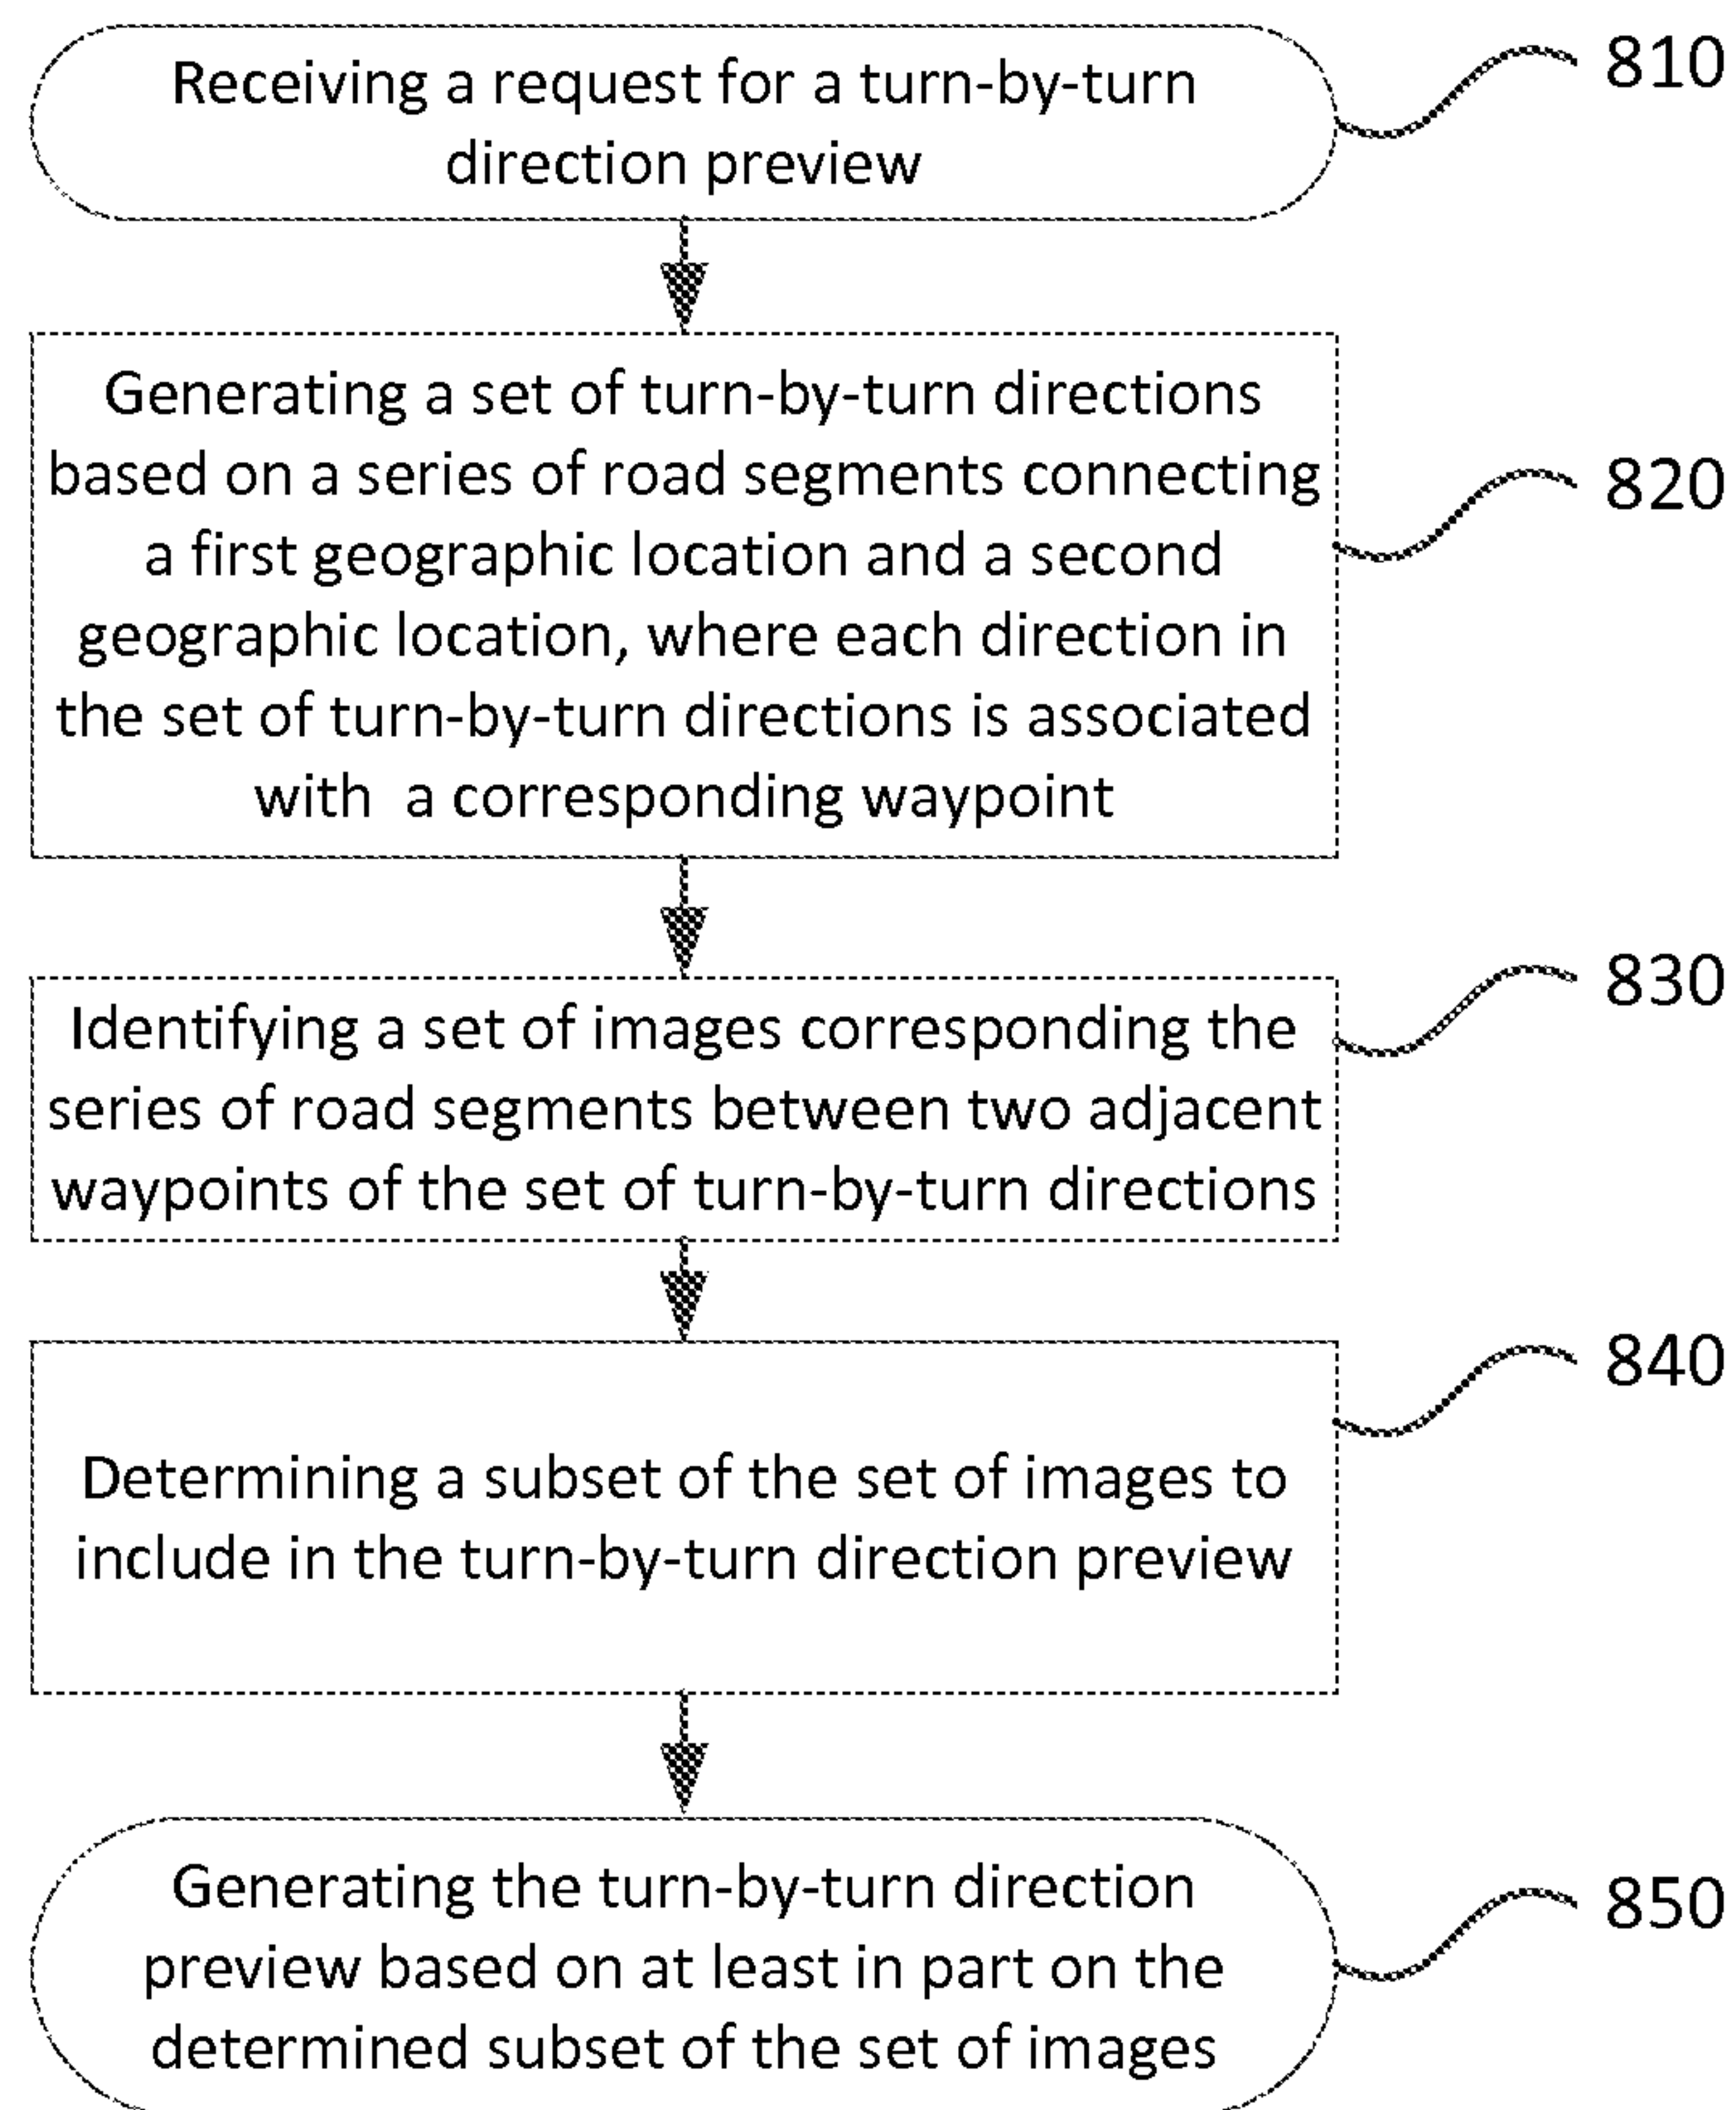 Receiving a request for a turn-by-turn
direction preview
810
Generating a set of turn-by-turn directions
based on a series of road segments connecting
a first geographic location and a second
geographic location, where each direction in
the set of turn-by-turn directions is associated
with a corresponding waypoint
820
Identifying a set of images corresponding the
series of road segments between two adjacent
waypoints of the set of turn-by-turn directions
830
Determining a subset of the set of images to
include in the turn-by-turn direction preview
840
Generating the turn-by-turn direction
preview based on at least in part on the
determined subset of the set of images
850